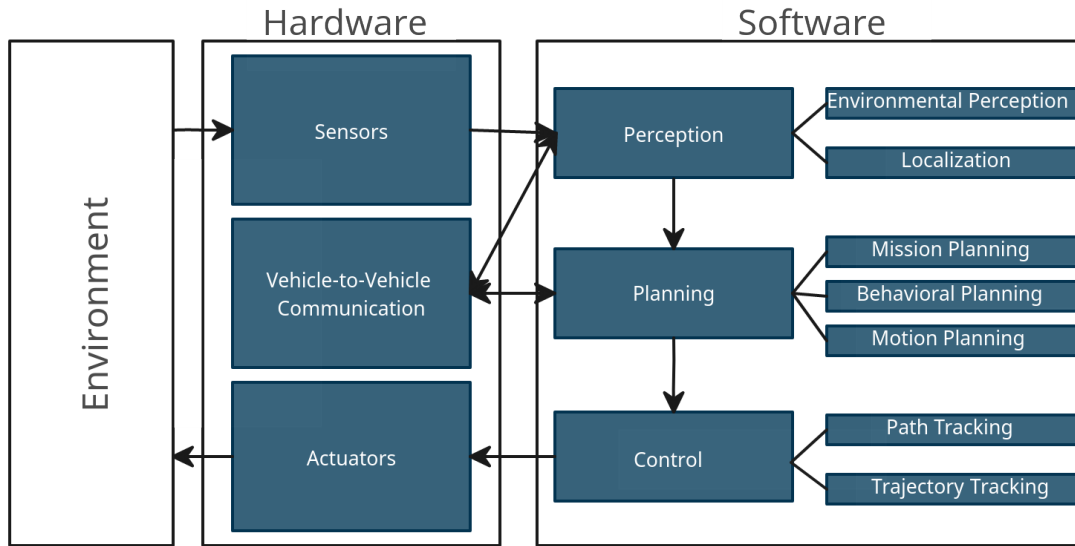 Hardware
Software
Environment
Sensors
Vehicle-to-Vehicle
Communication
Actuators
Perception
Environmental Perception
Localization
Planning
Mission Planning
Behavioral Planning
Motion Planning
Control
Path Tracking
Trajectory Tracking